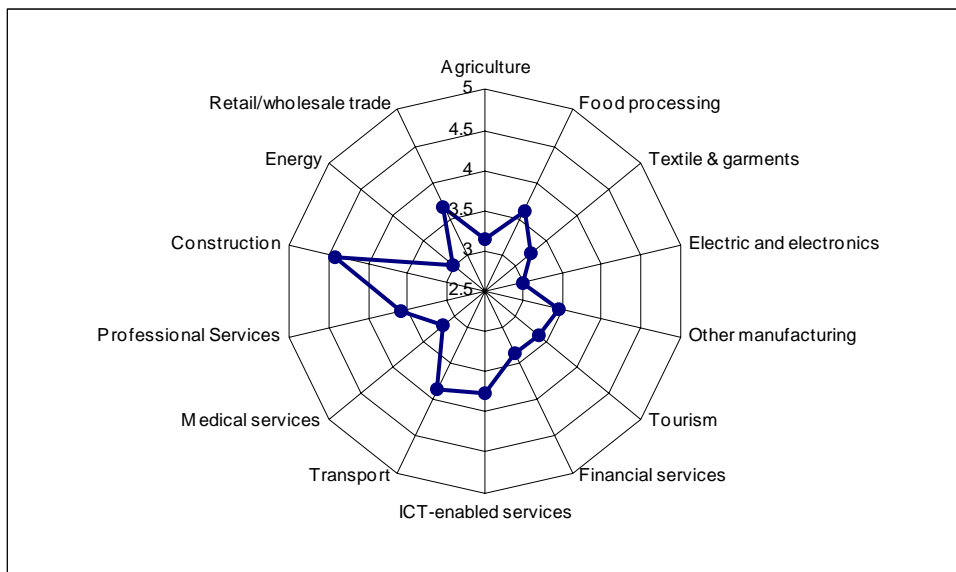 Agriculture
5
Retail/wholesale trade
Food processing
4.5
Energy
Textile & garments
4
3.5
Construction
Electric and electronics
3
2.5
Professional Services
Other manufacturing
Medical services
Tourism
Transport
Financial services
ICT-enabled services